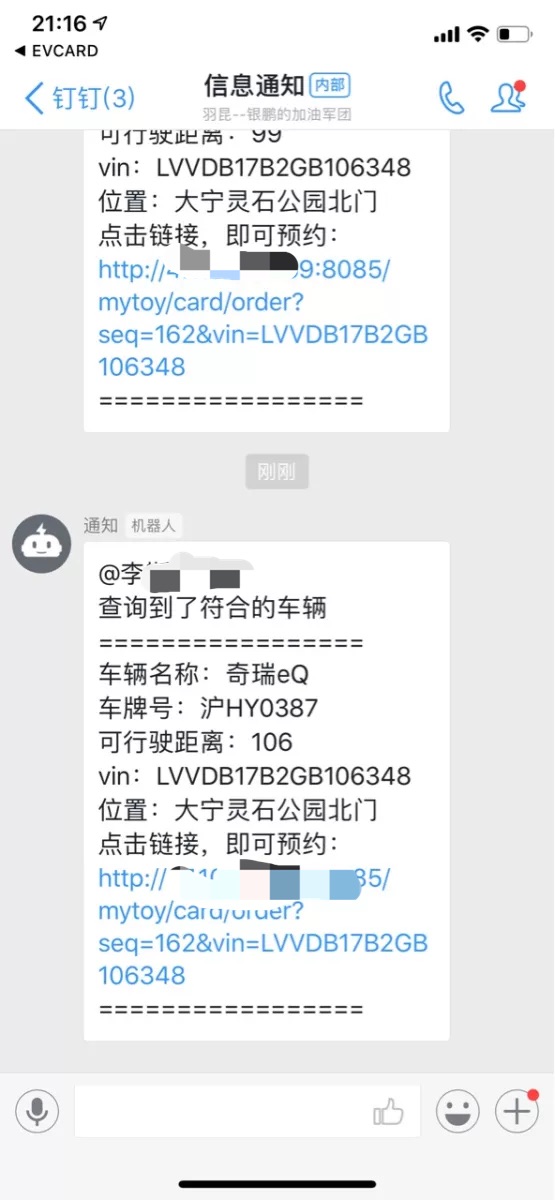 21:16
EVCARD
钉钉(3)
信息通知 内部
羽昆--银鹏的加油军团
可行驶距离：99
vin：LVVDB17B2GB106348
位置：大宁灵石公园北门
点击链接，即可预约：
http:// 9:8085/
mytoy/card/order?
seq=162&vin=LVVDB17B2GB
106348
=================
刚刚
通知 机器人
@李
查询到了符合的车辆
=================
车辆名称：奇瑞eQ
车牌号：沪HY0387
可行驶距离：106
vin：LVVDB17B2GB106348
位置：大宁灵石公园北门
点击链接，即可预约：
http:// 85/
mytoy/card/order?
seq=162&vin=LVVDB17B2GB
106348
=================